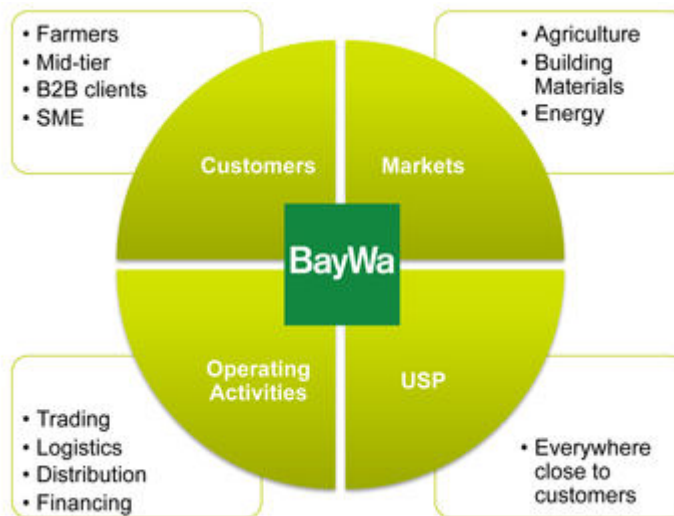 • Farmers
• Mid-tier
• B2B clients
• SME
• Agriculture
• Building
Materials
• Energy
Customers
Markets
BayWa
Operating
Activities
USP
• Trading
• Logistics
• Distribution
• Financing
• Everywhere
close to
customers